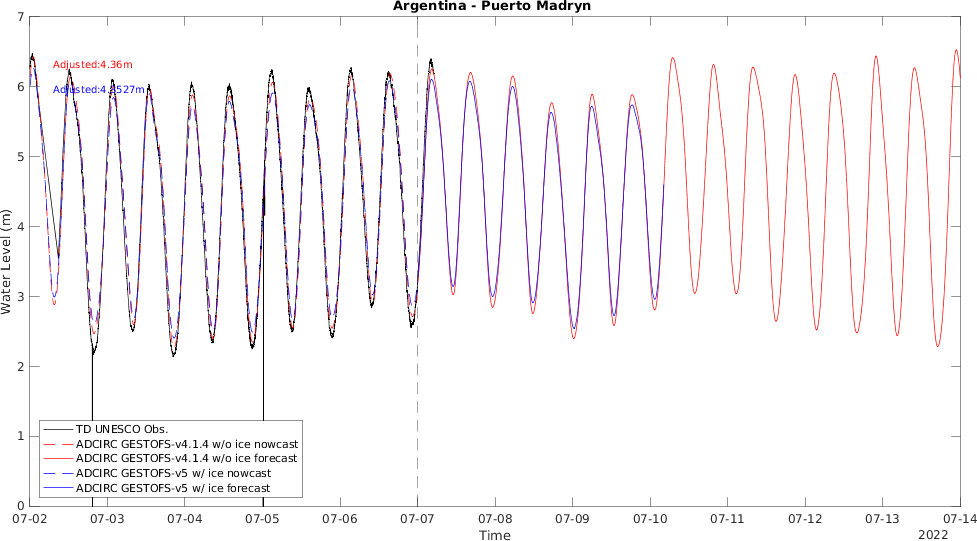 Argentina - Puerto Madryn
7
6
5
4
3
2
1
0
Water Level (m)
Adjusted:4.36m
TD UNESCO Obs.
ADCIRC GESTOFS-v4.1.4 w/o ice nowcast
ADCIRC GESTOFS-v4.1.4 w/o ice forecast
ADCIRC GESTOFS-v5 w/ ice nowcast
ADCIRC GESTOFS-v5 w/ ice forecast
07-02 07-03 07-04 07-05 07-06 07-07 07-08 07-09 07-10 07-11 07-12 07-13 07-14
Time
2022